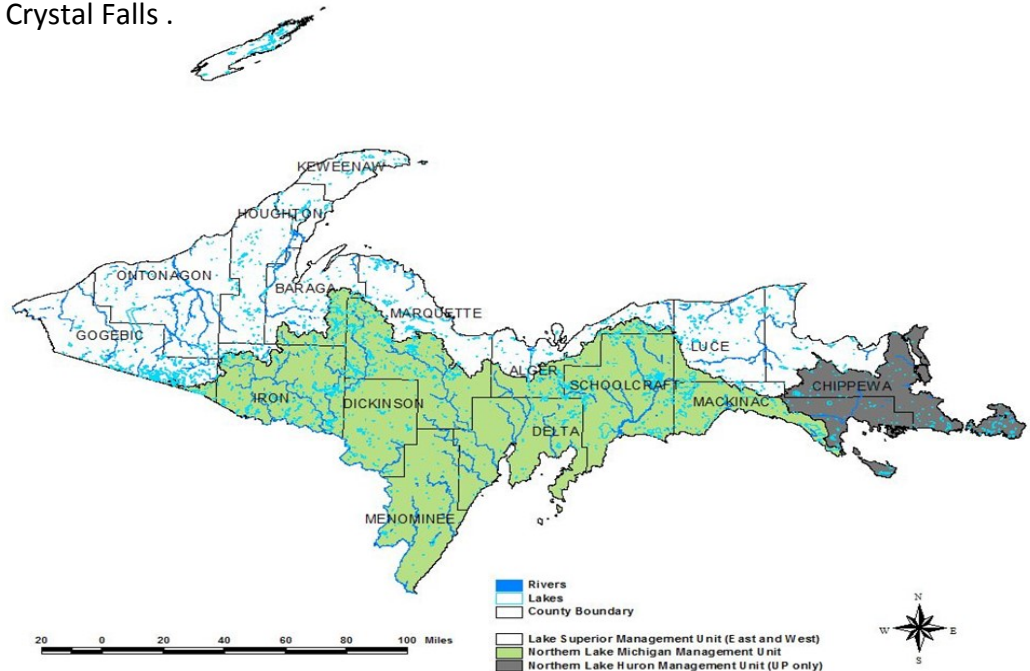 Crystal Falls .
KEWEENAW
HOUGHTON
ONTONAGON
BARAGA
MARQUETTE
GOGEBIC
LUCE
ALGER
SCHOOLCRAFT
CHIPPEWA
IRON
DICKINSON
MACKINAC
DELTA
MENOMINEE
Rivers
Lakes
County Boundary
N
W E
S
20 0 20 40 60 80 100 Miles
Lake Superior Management Unit (East and West)
Northern Lake Michigan Management Unit
Northern Lake Huron Management Unit (UP only)